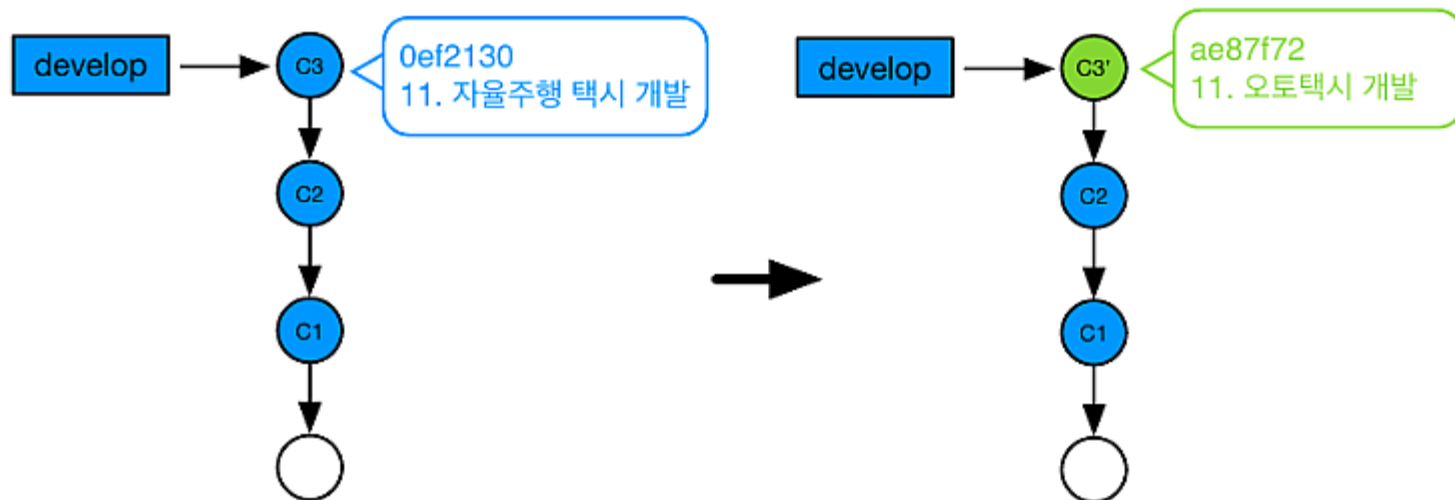 develop
C3
0ef2130
11. 자율주행 택시 개발
C2
C1
develop
C3'
ae87f72
11. 오토택시 개발
C2
C1